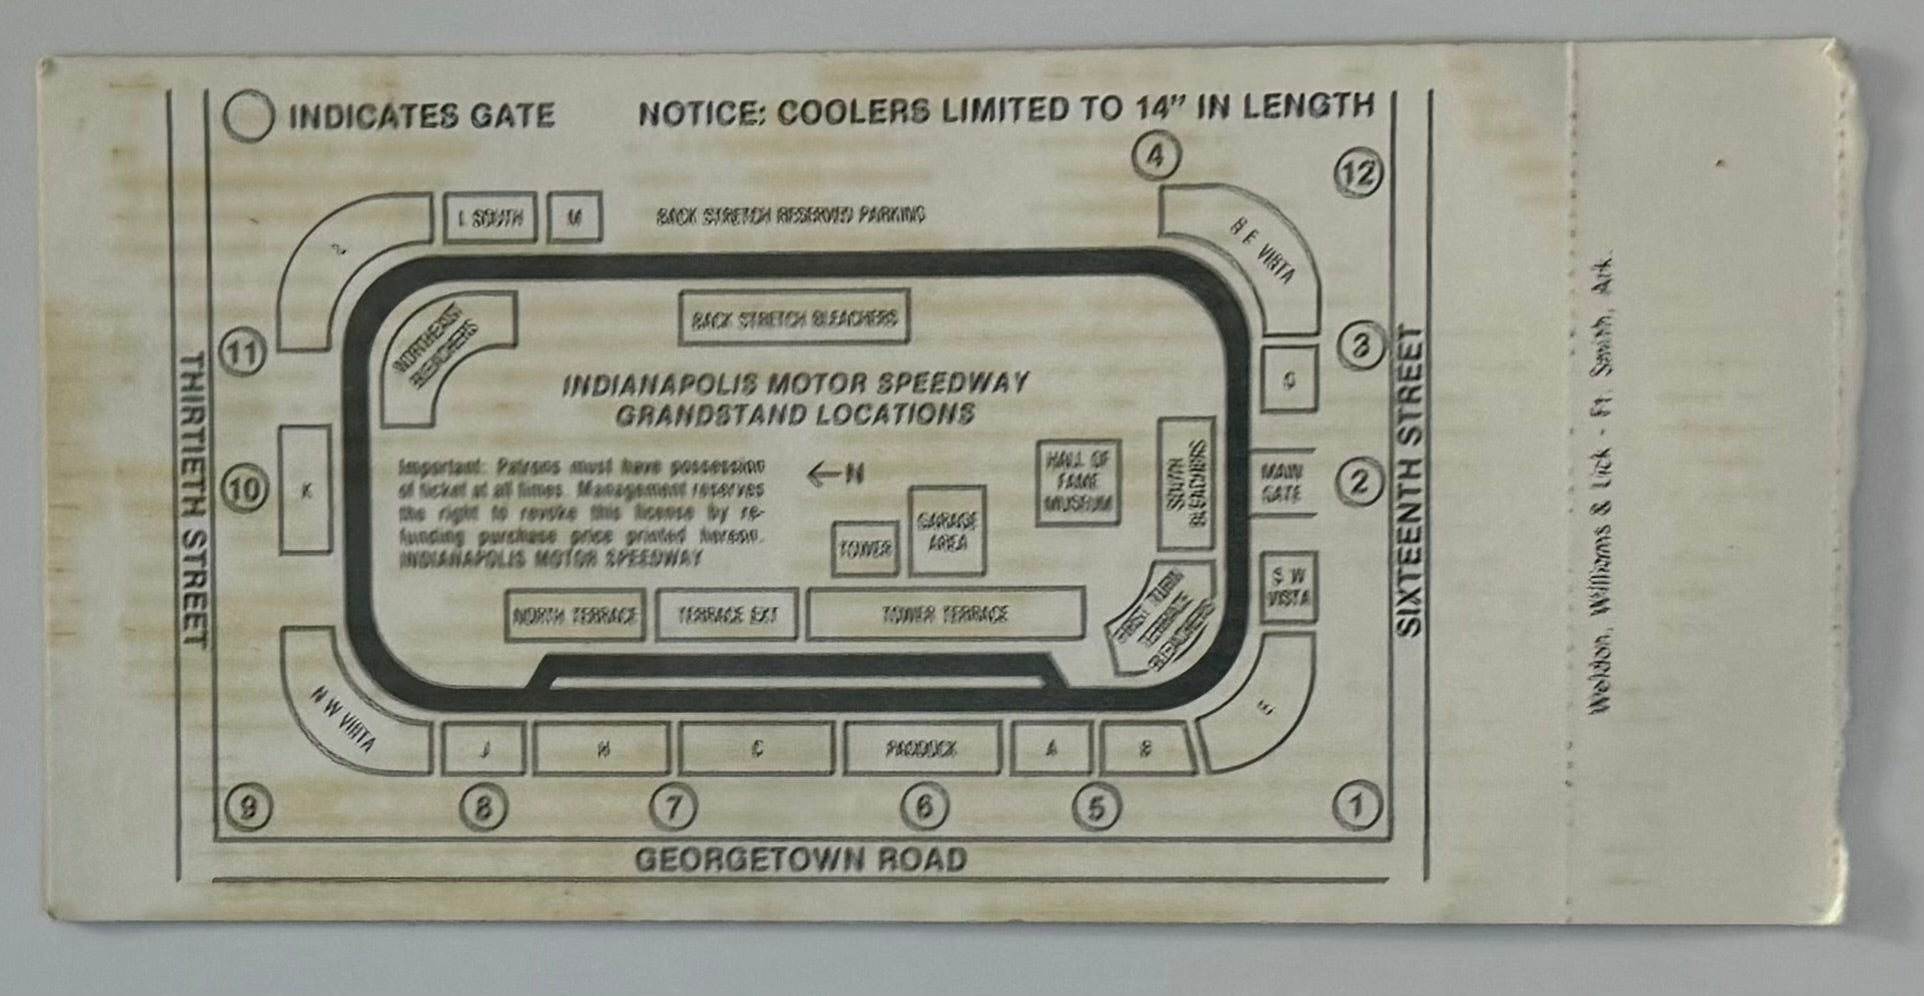 INDICATES GATE
NOTICE: COOLERS LIMITED TO 14" IN LENGTH
4
12
L SOUTH
M
BACK STRETCH RESERVED PARKING
VISTA
NORTHEAST
BLEACHERS
BACK STRETCH BLEACHERS
11
3
INDIANAPOLIS MOTOR SPEEDWAY
GRANDSTAND LOCATIONS
THIRTIETH STREET
SIXTEENTH STREET
10
K
Important: Patrons must have possession
of ticket at all times. Management reserves
the right to revoke this license by re-
funding purchase price printed hereon.
INDIANAPOLIS MOTOR SPEEDWAY
←N
HALL OF
FAME
MUSEUM
SOUTH
BLEACHERS
MAIN
GATE
2
GARAGE
AREA
TOWER
S W
VISTA
NORTH TERRACE
TERRACE EXT
TOWER TERRACE
FIRST TURN
TERRACE
BLEACHERS
N W VISTA
J
H
C
PADDOCK
A
B
9
8
7
6
5
1
GEORGETOWN ROAD
Weldon, Williams & Lick - Ft. Smith, Ark.